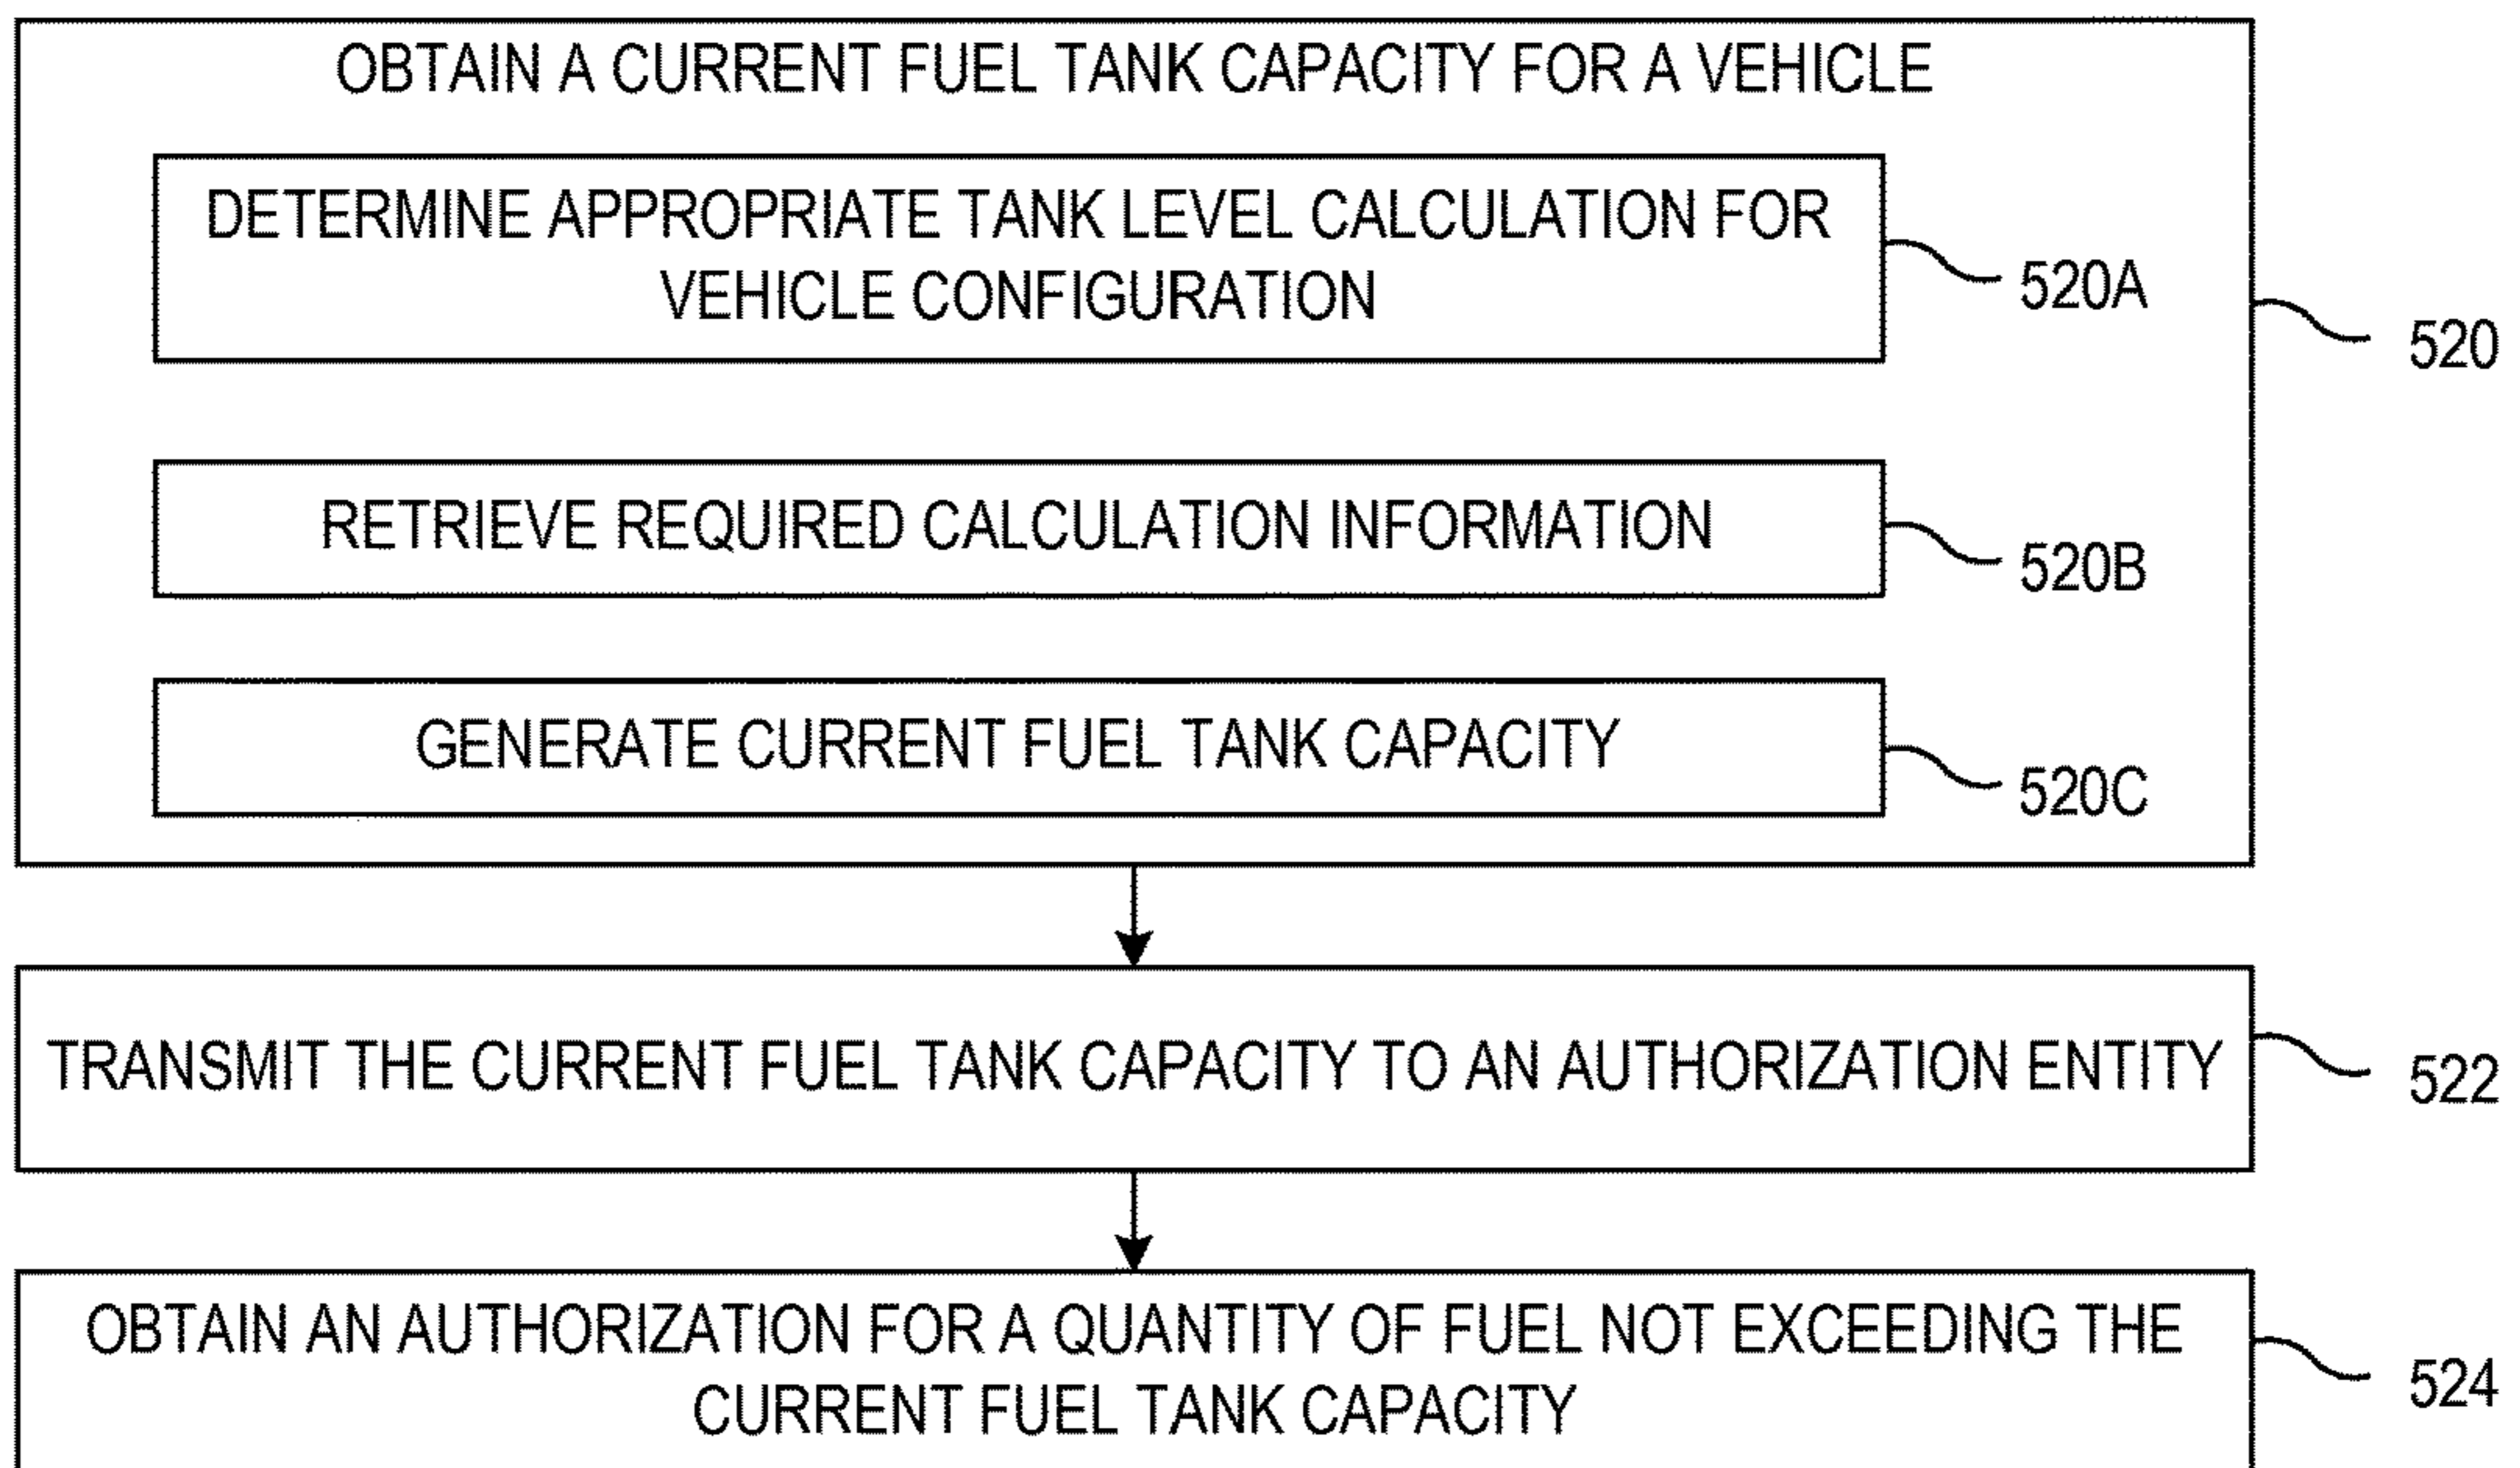 OBTAIN A CURRENT FUEL TANK CAPACITY FOR A VEHICLE
DETERMINE APPROPRIATE TANK LEVEL CALCULATION FOR
VEHICLE CONFIGURATION
520A
520
RETRIEVE REQUIRED CALCULATION INFORMATION
520B
GENERATE CURRENT FUEL TANK CAPACITY
520C
TRANSMIT THE CURRENT FUEL TANK CAPACITY TO AN AUTHORIZATION ENTITY
522
OBTAIN AN AUTHORIZATION FOR A QUANTITY OF FUEL NOT EXCEEDING THE
CURRENT FUEL TANK CAPACITY
524